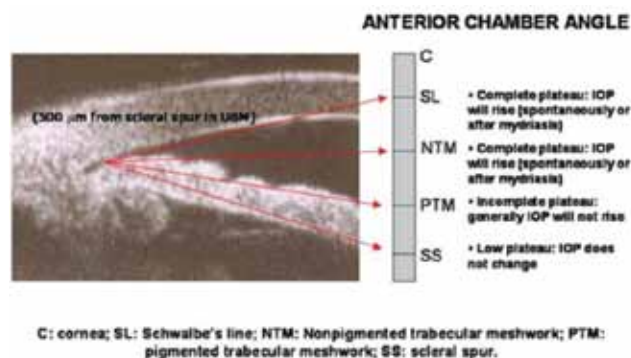 ANTERIOR CHAMBER ANGLE
(500 µm from scleral spur in UBM)
C
SL
• Complete plateau: IOP
will rise (spontaneously or
after mydriasis)
NTM
• Complete plateau: IOP
will rise (spontaneously or
after mydriasis)
PTM
• Incomplete plateau:
generally IOP will not rise
SS
• Low plateau: IOP does
not change
C: cornea; SL: Schwalbe's line; NTM: Nonpigmented trabecular meshwork; PTM:
pigmented trabecular meshwork; SS: scleral spur.